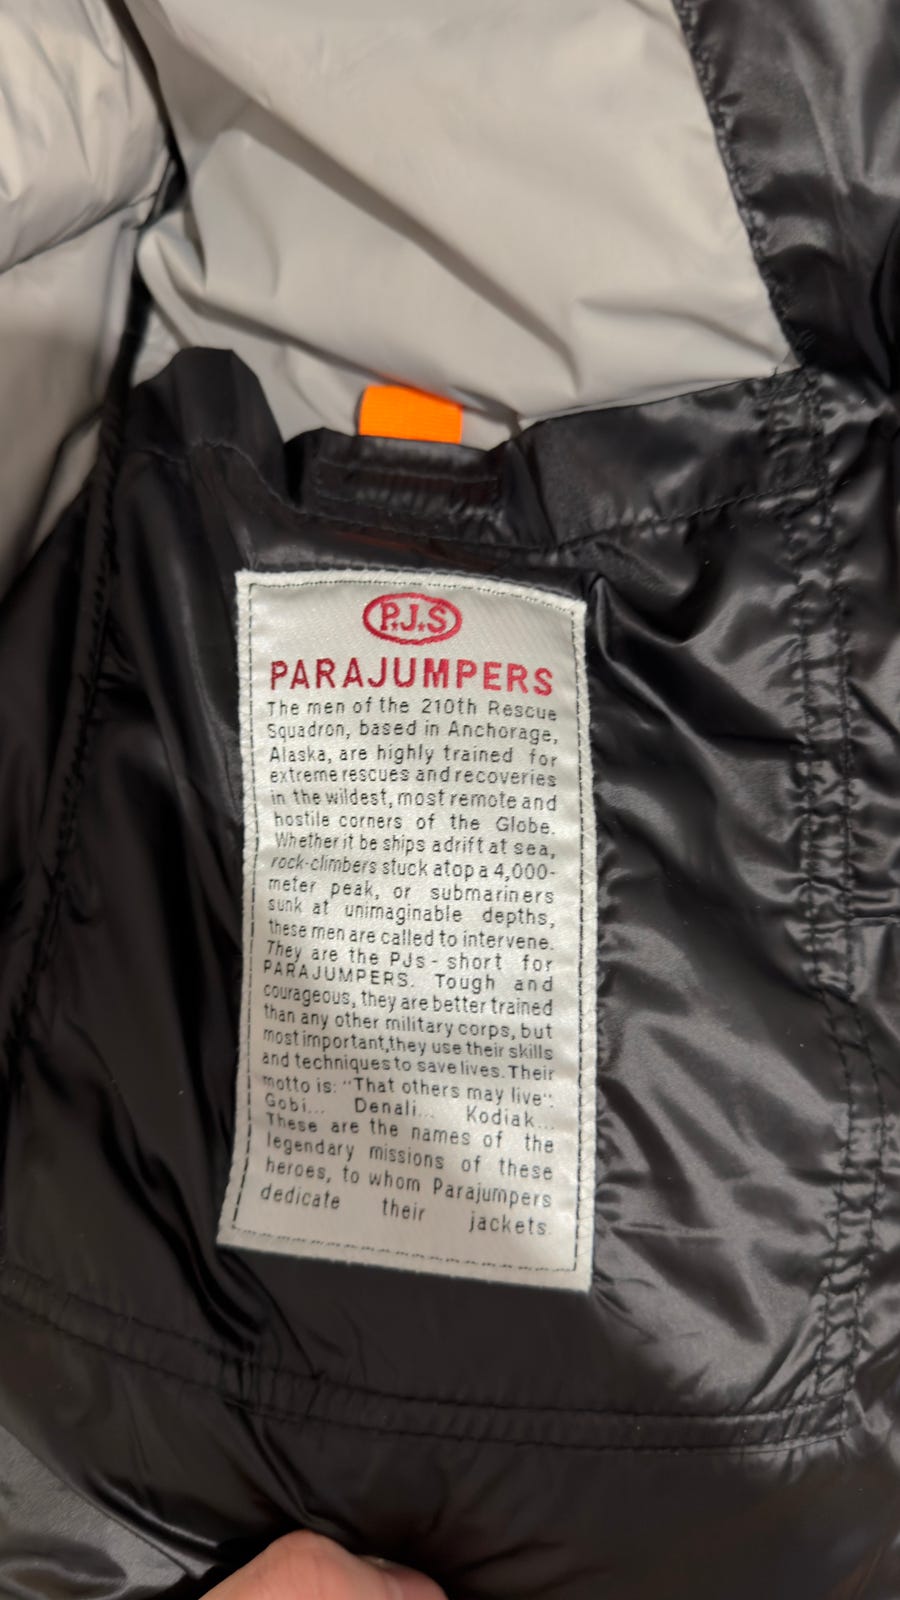 P.J.S
PARAJUMPERS
The men of the 210th Rescue
Squadron, based in Anchorage,
Alaska, are highly trained for
extreme rescues and recoveries
in the wildest, most remote and
hostile corners of the Globe.
Whether it be ships adrift at sea,
rock-climbers stuck atop a 4,000-
meter peak, or submariners
sunk at unimaginable depths,
these men are called to intervene.
They are the PJs - short for
PARAJUMPERS. Tough and
courageous, they are better trained
than any other military corps, but
most important,they use their skills
and techniques to save lives. Their
motto is: "That others may live".
Gobi... Denali... Kodiak...
These are the names of the
legendary missions of these
heroes, to whom Parajumpers
dedicate their jackets.